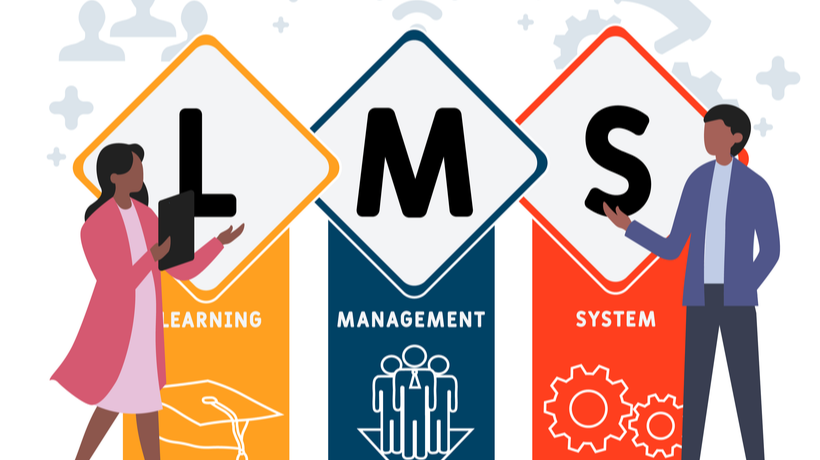 L M S
LEARNING MANAGEMENT SYSTEM